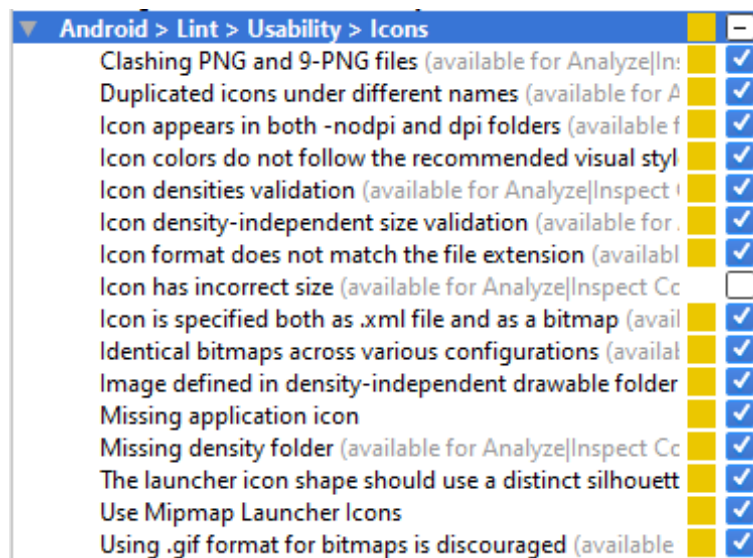 Android > Lint > Usability > Icons
Clashing PNG and 9-PNG files (available for Analyze|Ins
Duplicated icons under different names (available for A
Icon appears in both -nodpi and dpi folders (available f
Icon colors do not follow the recommended visual styl
Icon densities validation (available for Analyze|Inspect
Icon density-independent size validation (available for
Icon format does not match the file extension (availabl
Icon has incorrect size (available for Analyze|Inspect Co
Icon is specified both as .xml file and as a bitmap (avail
Identical bitmaps across various configurations (availab
Image defined in density-independent drawable folder
Missing application icon
Missing density folder (available for Analyze|Inspect Co
The launcher icon shape should use a distinct silhouett
Use Mipmap Launcher Icons
Using .gif format for bitmaps is discouraged (available